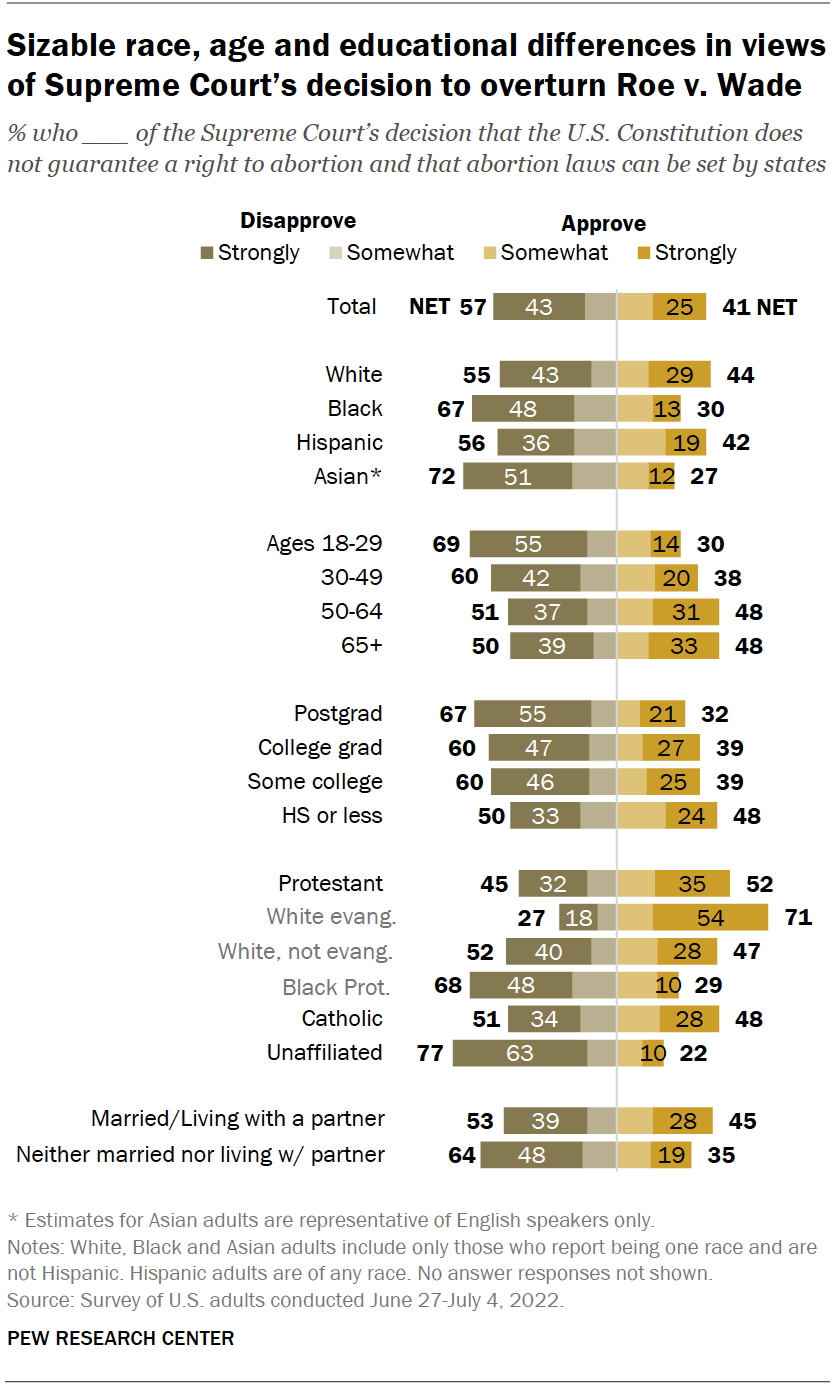 Sizable race, age and educational differences in views
of Supreme Court's decision to overturn Roe v. Wade
% who ___ of the Supreme Court's decision that the U.S. Constitution does
not guarantee a right to abortion and that abortion laws can be set by states
Disapprove Approve
Strongly Somewhat Somewhat Strongly
Total NET 57 43 25 41 NET
White 55 43 29 44
Black 67 48 13 30
Hispanic 56 36 19 42
Asian* 72 51 12 27
Ages 18-29 69 55 14 30
30-49 60 42 20 38
50-64 51 37 31 48
65+ 50 39 33 48
Postgrad 67 55 21 32
College grad 60 47 27 39
Some college 60 46 25 39
HS or less 50 33 24 48
Protestant 45 32 35 52
White evang. 27 18 54 71
White, not evang. 52 40 28 47
Black Prot. 68 48 10 29
Catholic 51 34 28 48
Unaffiliated 77 63 10 22
Married/Living with a partner 53 39 28 45
Neither married nor living w/ partner 64 48 19 35
* Estimates for Asian adults are representative of English speakers only.
Notes: White, Black and Asian adults include only those who report being one race and are
not Hispanic. Hispanic adults are of any race. No answer responses not shown.
Source: Survey of U.S. adults conducted June 27-July 4, 2022.
PEW RESEARCH CENTER